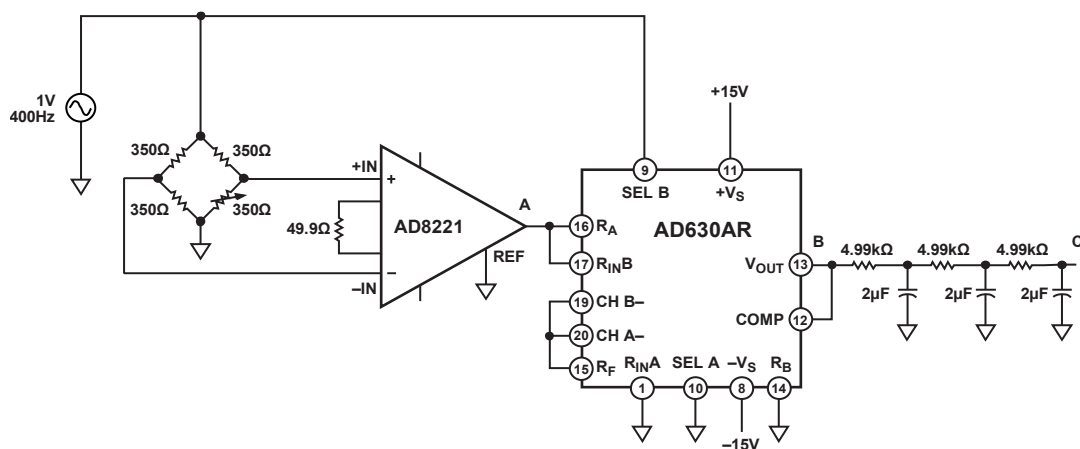 1V
400Hz
350Ω
350Ω
350Ω
350Ω
49.9Ω
+IN
+
AD8221
–
–IN
REF
A
9
SEL B
+15V
11
+VS
AD630AR
16 RA
17 RINB
19 CH B–
20 CH A–
15 RF
RINA
1
SEL A
10
–VS
8
–15V
RB
14
B
VOUT 13
COMP 12
4.99kΩ
4.99kΩ
4.99kΩ
C
2µF
2µF
2µF